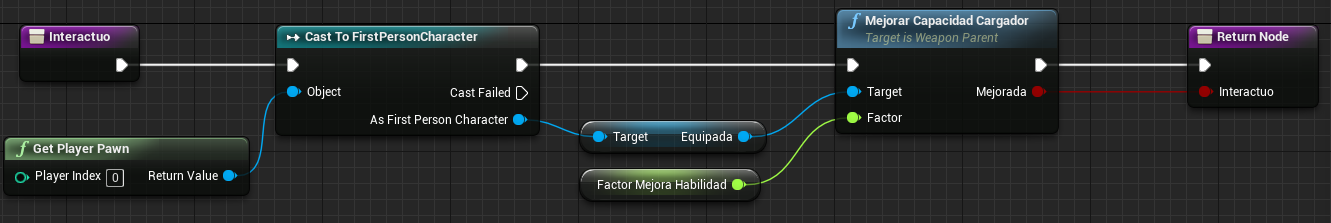 Interactuo
Cast To FirstPersonCharacter
Object
Cast Failed
As First Person Character
Get Player Pawn
Player Index 0
Return Value
Target
Equipada
Factor Mejora Habilidad
Mejorar Capacidad Cargador
Target is Weapon Parent
Target
Mejorada
Factor
Return Node
Interactuo